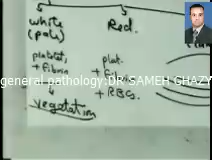 white Red.
(pale)
platelet, plat.
+ Fibrin + F
+ RBCs.
vegetation
general pathology:DR SAMEH GHAZY